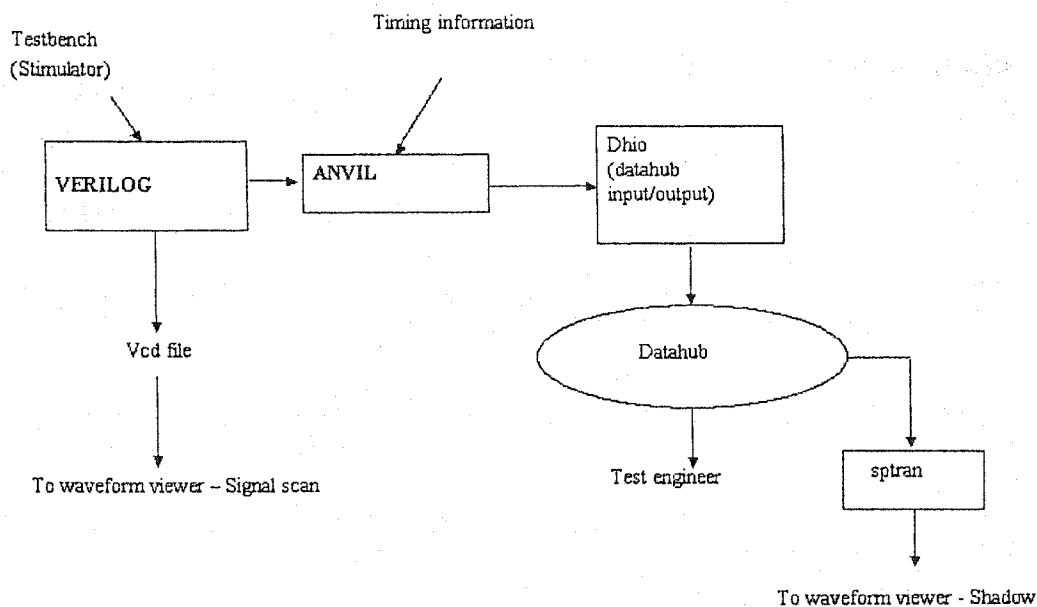 Timing information
Testbench
(Stimulator)
VERILOG
ANVIL
Dhio
(datahub
input/output)
Vcd file
Datahub
To waveform viewer – Signal scan
Test engineer
sptran
To waveform viewer - Shadow